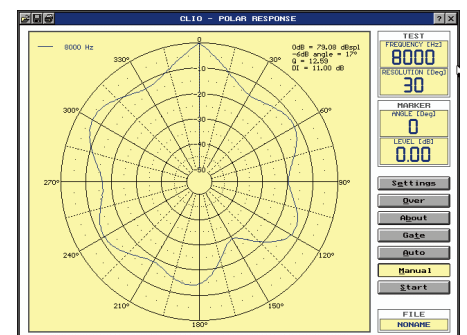 CLIO - POLAR RESPONSE
? x
8000 Hz
0
0dB = 79.08 dBspl
-6dB angle = 17°
Q = 12.59
DI = 11.00 dB
330°
30°
-10
-20
300°
60°
-30
-40
-50
270°
90°
240°
120°
210°
150°
180°
TEST
FREQUENCY [Hz]
8000
RESOLUTION [Deg]
30
MARKER
ANGLE [Deg]
0
LEVEL [dB]
0.00
Settings
Over
About
Gate
Auto
Manual
Start
FILE
NONAME